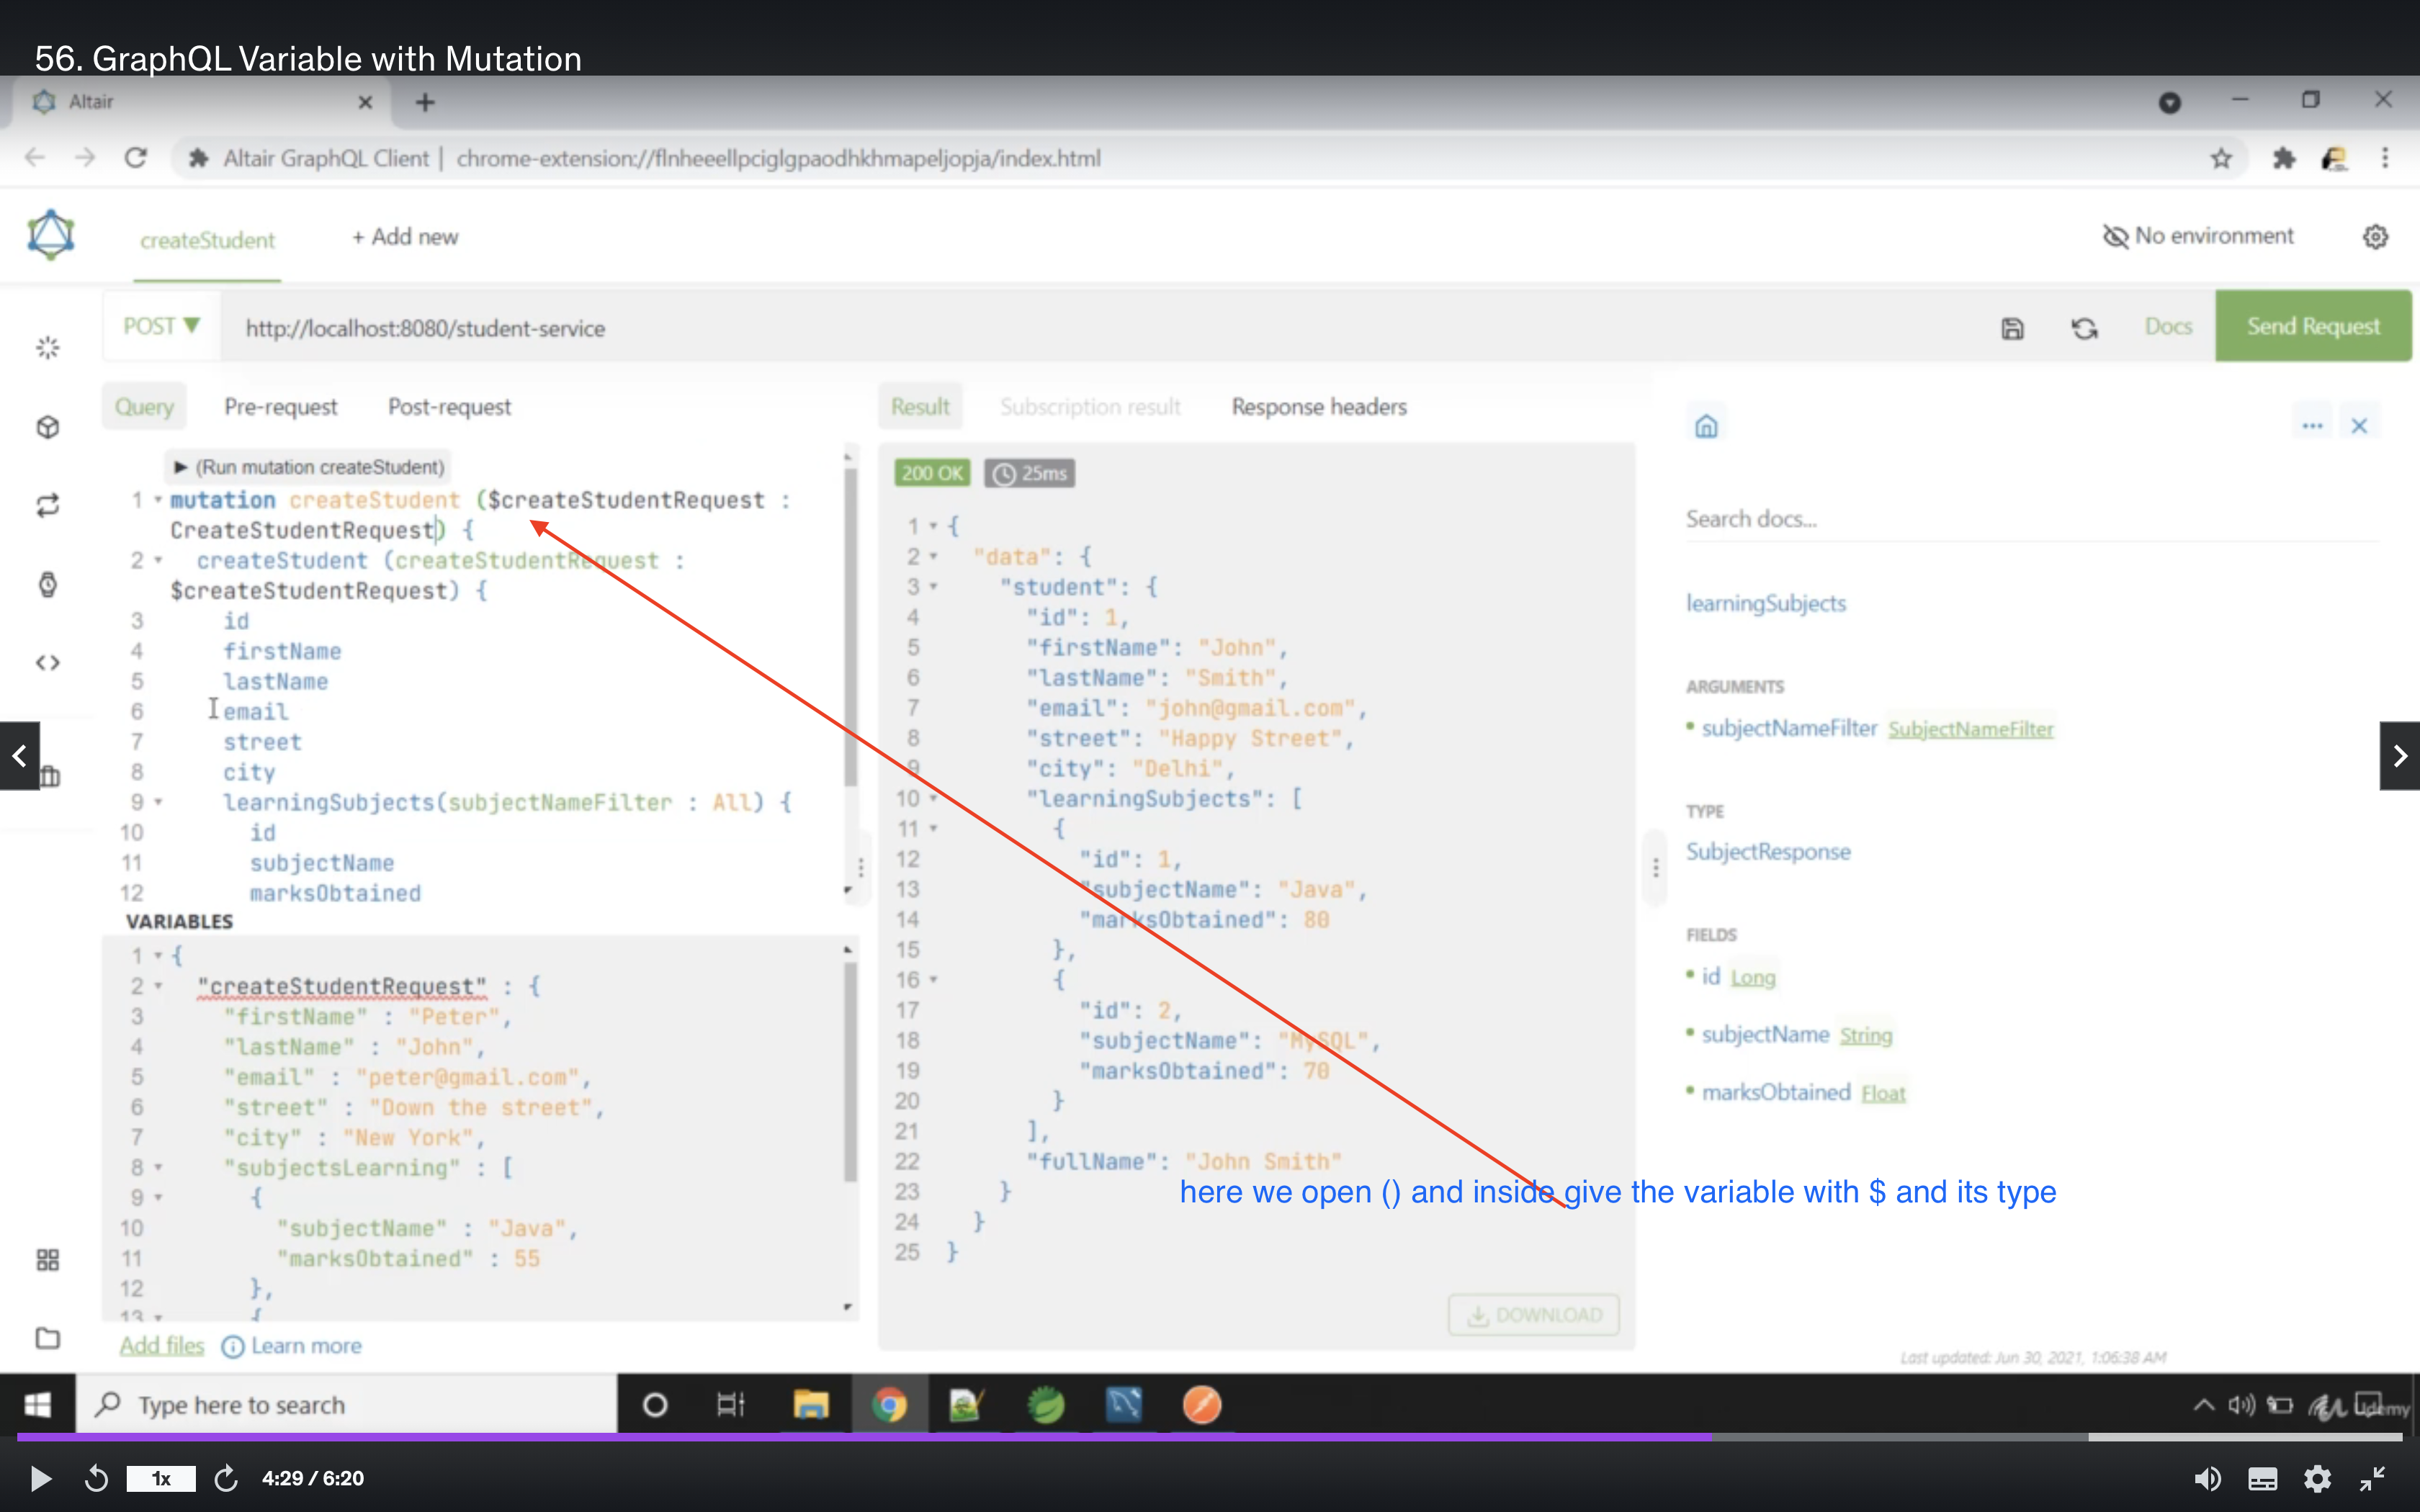 56. GraphQL Variable with Mutation
Altair
Altair GraphQL Client | chrome-extension://flnheeellpciglgpaodhkhmapeljopja/index.html
createStudent + Add new No environment
POST http://localhost:8080/student-service Docs Send Request
Query Pre-request Post-request
(Run mutation createStudent)
1 mutation createStudent ($createStudentRequest :
CreateStudentRequest) {
2 createStudent (createStudentRequest :
$createStudentRequest) {
3 id
4 firstName
5 lastName
6 email
7 street
8 city
9 learningSubjects(subjectNameFilter : All) {
10 id
11 subjectName
12 marksObtained
VARIABLES
1 {
2 "createStudentRequest" : {
3 "firstName" : "Peter",
4 "lastName" : "John",
5 "email" : "peter@gmail.com",
6 "street" : "Down the street",
7 "city" : "New York",
8 "subjectsLearning" : [
9 {
10 "subjectName" : "Java",
11 "marksObtained" : 55
12 },
13 {
Add files Learn more
Result Subscription result Response headers
200 OK 25ms
1 {
2 "data": {
3 "student": {
4 "id": 1,
5 "firstName": "John",
6 "lastName": "Smith",
7 "email": "john@gmail.com",
8 "street": "Happy Street",
9 "city": "Delhi",
10 "learningSubjects": [
11 {
12 "id": 1,
13 "subjectName": "Java",
14 "marksObtained": 80
15 },
16 {
17 "id": 2,
18 "subjectName": "MySQL",
19 "marksObtained": 70
20 }
21 ],
22 "fullName": "John Smith"
23 }
24 }
25 }
here we open () and inside give the variable with $ and its type
DOWNLOAD
Search docs...
learningSubjects
ARGUMENTS
subjectNameFilter SubjectNameFilter
TYPE
SubjectResponse
FIELDS
id Long
subjectName String
marksObtained Float
Last updated: Jun 30, 2021, 1:06:38 AM
Type here to search
Udemy
1x 4:29 / 6:20